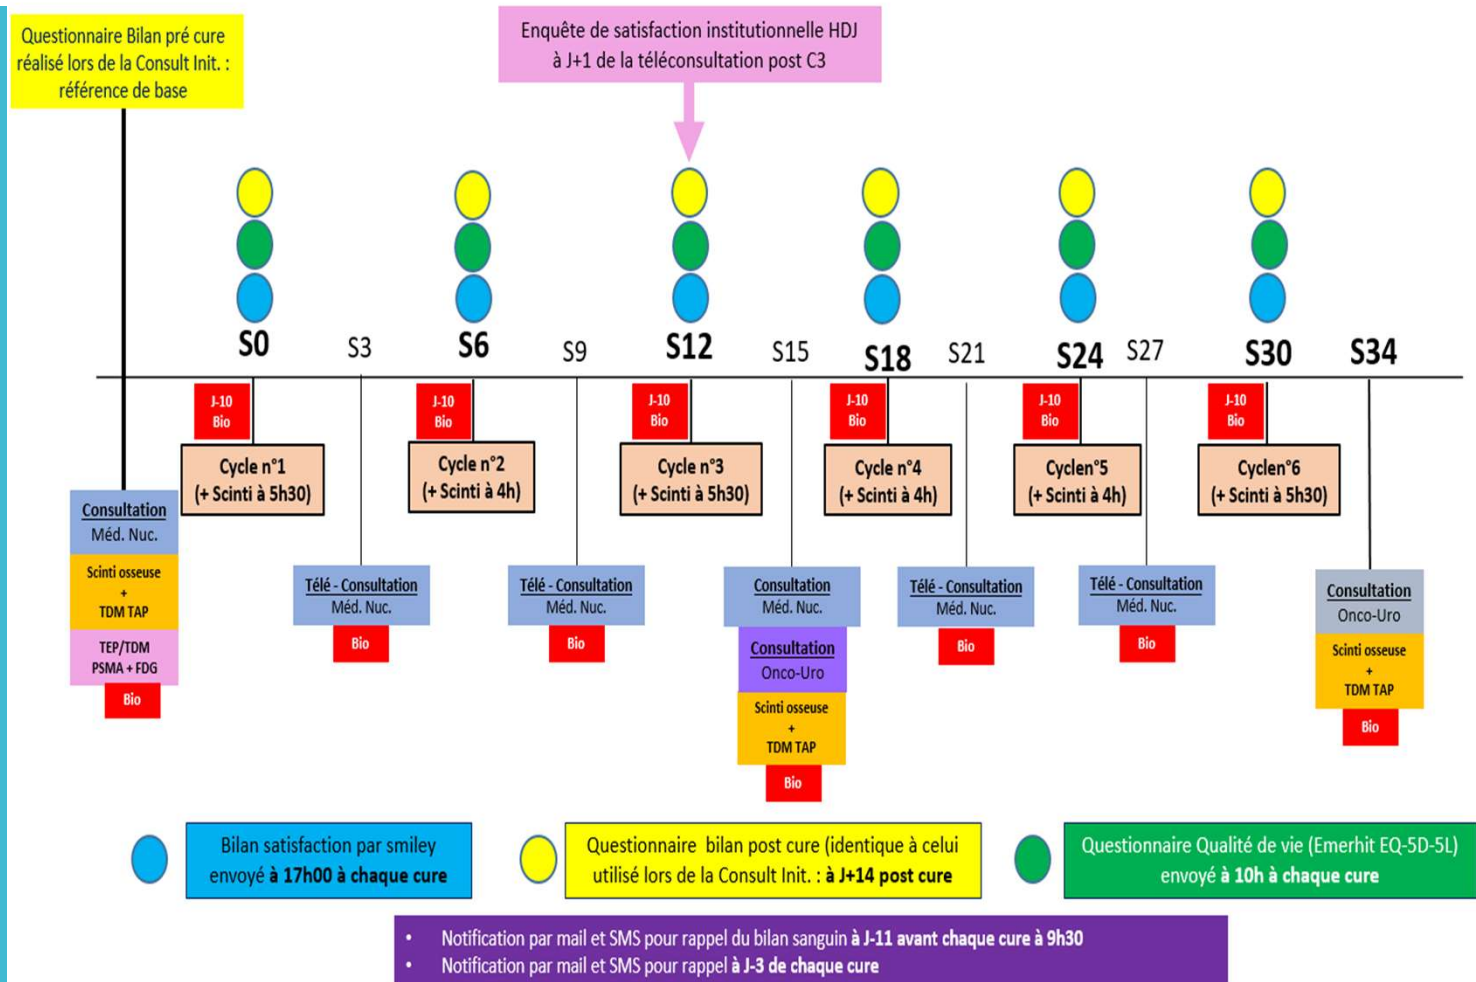 Questionnaire Bilan pré cure
réalisé lors de la Consult Init. :
référence de base
Enquête de satisfaction institutionnelle HDJ
à J+1 de la téléconsultation post C3
S0
S3
S6
S9
S12
S15
S18
S21
S24
S27
S30
S34
J-10
Bio
J-10
Bio
J-10
Bio
J-10
Bio
J-10
Bio
J-10
Bio
Cycle n°1
(+ Scinti à 5h30)
Cycle n°2
(+ Scinti à 4h)
Cycle n°3
(+ Scinti à 5h30)
Cycle n°4
(+ Scinti à 4h)
Cyclen°5
(+ Scinti à 4h)
Cyclen°6
(+ Scinti à 5h30)
Consultation
Méd. Nuc.
Scinti osseuse
+
TDM TAP
TEP/TDM
PSMA + FDG
Bio
Télé - Consultation
Méd. Nuc.
Bio
Télé - Consultation
Méd. Nuc.
Bio
Consultation
Méd. Nuc.
Consultation
Onco-Uro
Scinti osseuse
+
TDM TAP
Bio
Télé - Consultation
Méd. Nuc.
Bio
Télé - Consultation
Méd. Nuc.
Bio
Consultation
Onco-Uro
Scinti osseuse
+
TDM TAP
Bio
Bilan satisfaction par smiley
envoyé à 17h00 à chaque cure
Questionnaire bilan post cure (identique à celui
utilisé lors de la Consult Init. : à J+14 post cure
Questionnaire Qualité de vie (Emerhit EQ-5D-5L)
envoyé à 10h à chaque cure
• Notification par mail et SMS pour rappel du bilan sanguin à J-11 avant chaque cure à 9h30
• Notification par mail et SMS pour rappel à J-3 de chaque cure